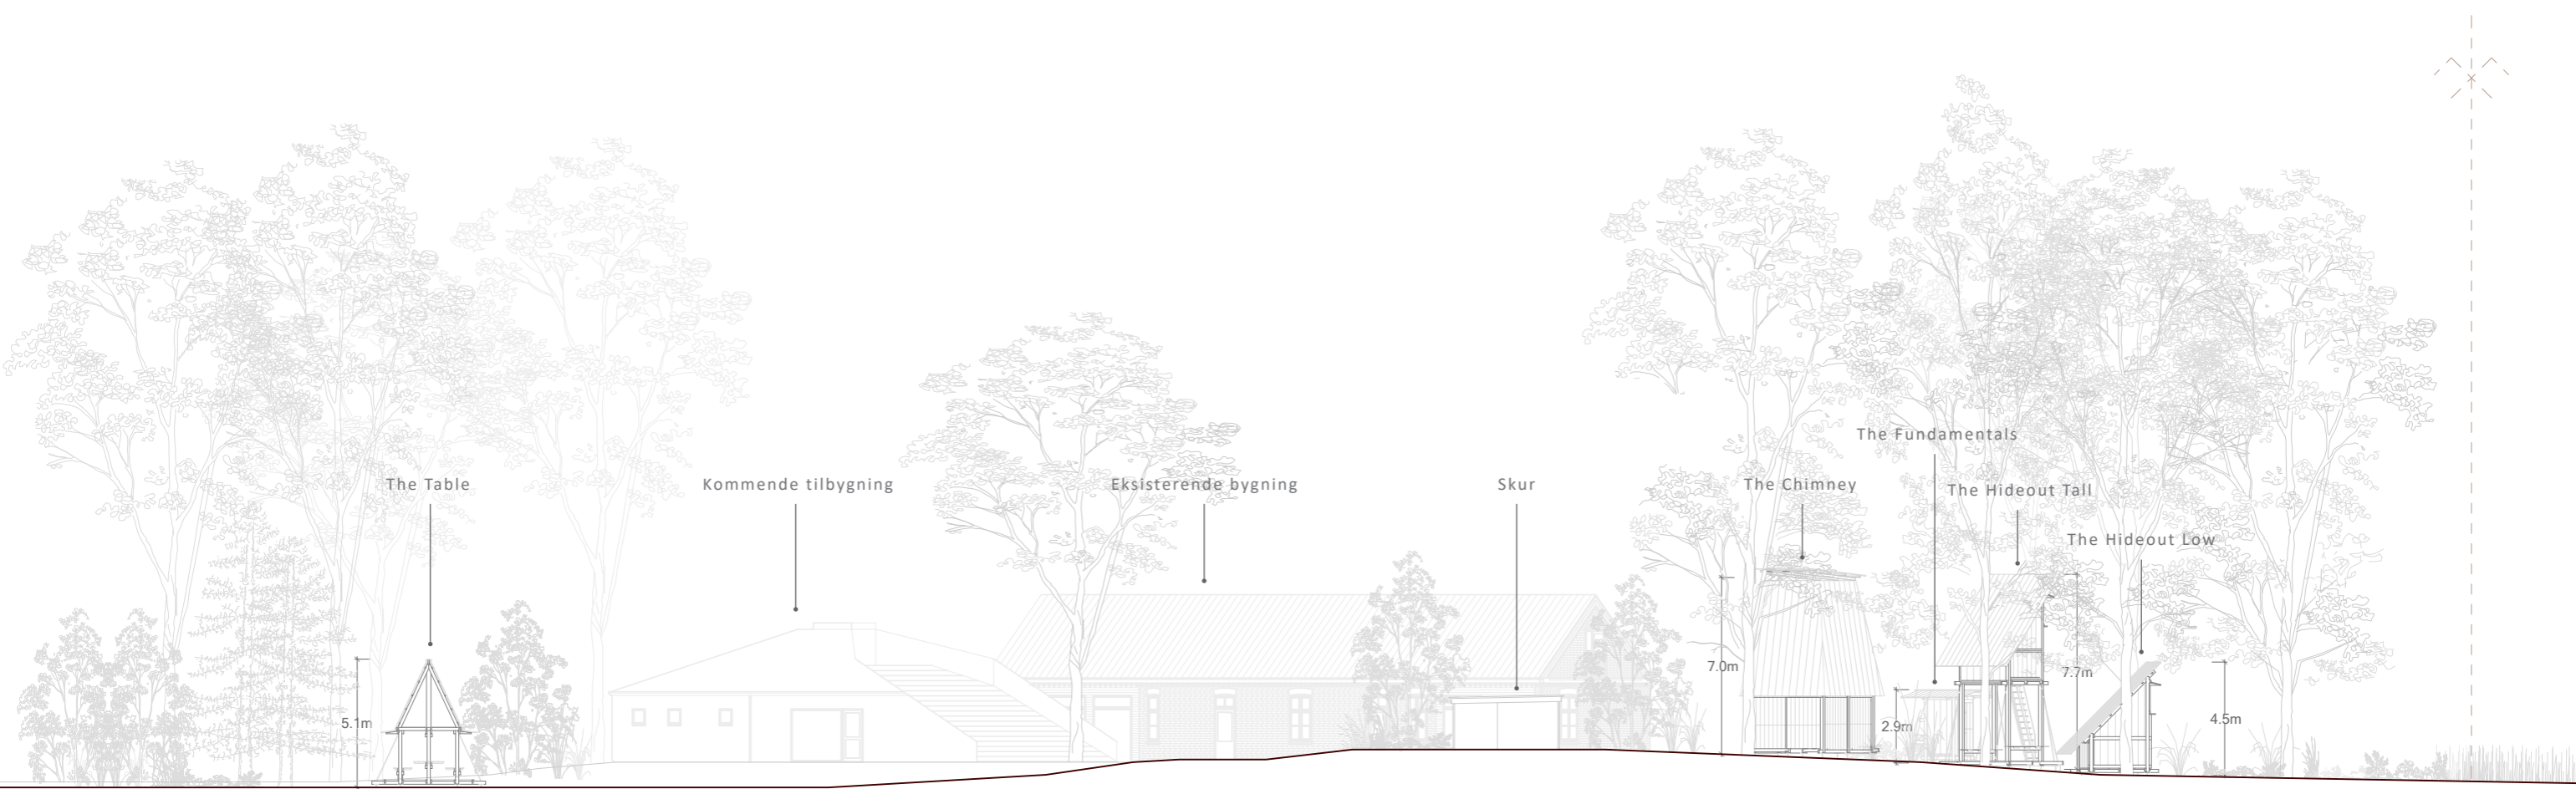 The Fundamentals
The Table
Kommende tilbygning
Eksisterende bygning
Skur
The Chimney
The Hideout Tall
The Hideout Low
7.0m
7.7m
5.1m
2.9m
4.5m